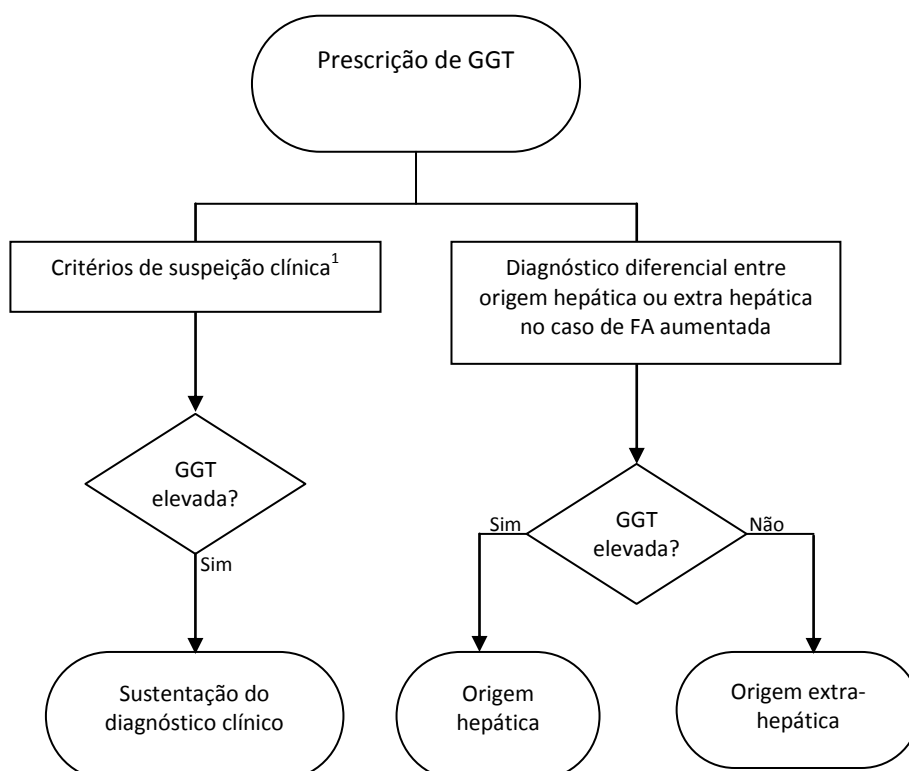 Prescrição de GGT
Critérios de suspeição clínica¹
Diagnóstico diferencial entre
origem hepática ou extra hepática
no caso de FA aumentada
GGT
elevada?
Sim
GGT
elevada?
Sim
Não
Sustentação do
diagnóstico clínico
Origem
hepática
Origem extra-
hepática